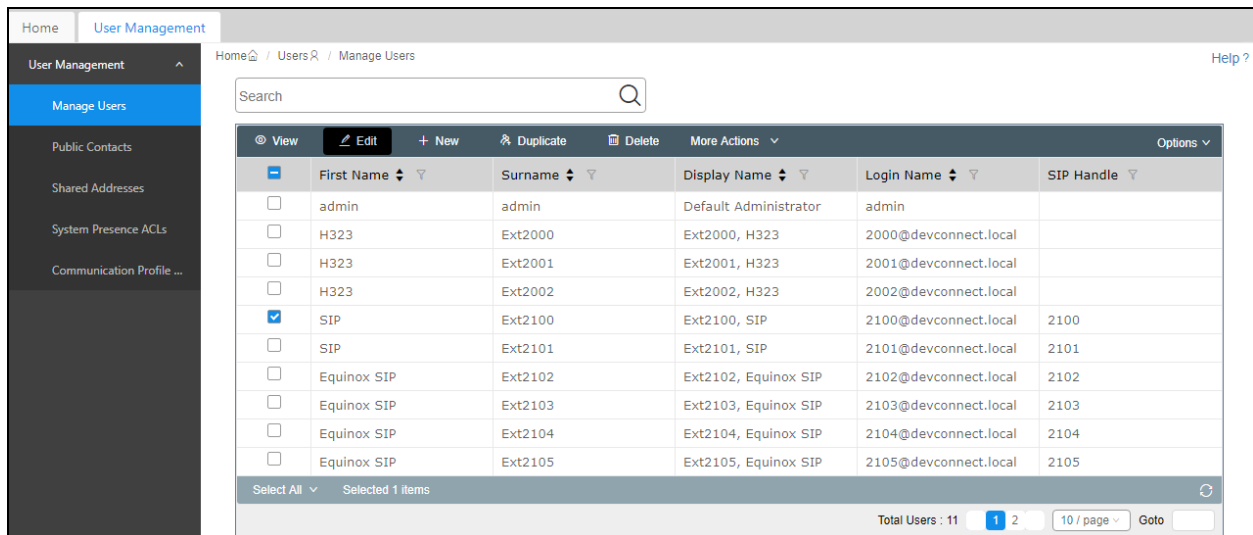 Home User Management
User Management
Home / Users / Manage Users
Help ?
Manage Users
Public Contacts
Shared Addresses
System Presence ACLs
Communication Profile ...
Search
View Edit + New Duplicate Delete More Actions Options
First Name Surname Display Name Login Name SIP Handle
admin admin Default Administrator admin
H323 Ext2000 Ext2000, H323 2000@devconnect.local
H323 Ext2001 Ext2001, H323 2001@devconnect.local
H323 Ext2002 Ext2002, H323 2002@devconnect.local
SIP Ext2100 Ext2100, SIP 2100@devconnect.local 2100
SIP Ext2101 Ext2101, SIP 2101@devconnect.local 2101
Equinox SIP Ext2102 Ext2102, Equinox SIP 2102@devconnect.local 2102
Equinox SIP Ext2103 Ext2103, Equinox SIP 2103@devconnect.local 2103
Equinox SIP Ext2104 Ext2104, Equinox SIP 2104@devconnect.local 2104
Equinox SIP Ext2105 Ext2105, Equinox SIP 2105@devconnect.local 2105
Select All Selected 1 items
Total Users : 11 1 2 10 / page Goto